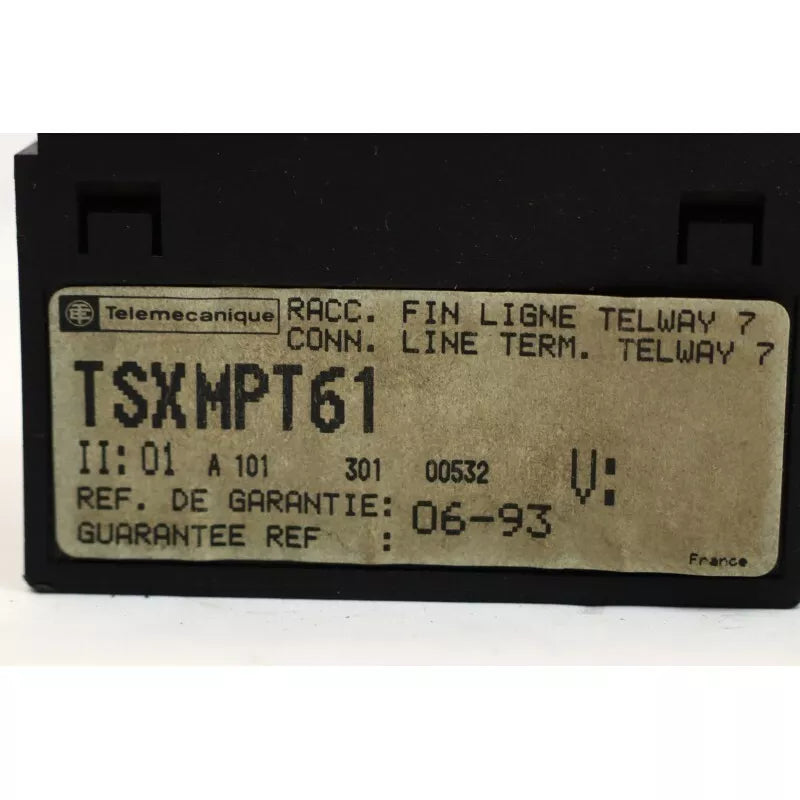 TE Telemecanique RACC. FIN LIGNE TELWAY 7
CONN. LINE TERM. TELWAY 7
TSXMPT61
II: 01 A 101 301 00532 V:
REF. DE GARANTIE: 06-93
GUARANTEE REF :
France